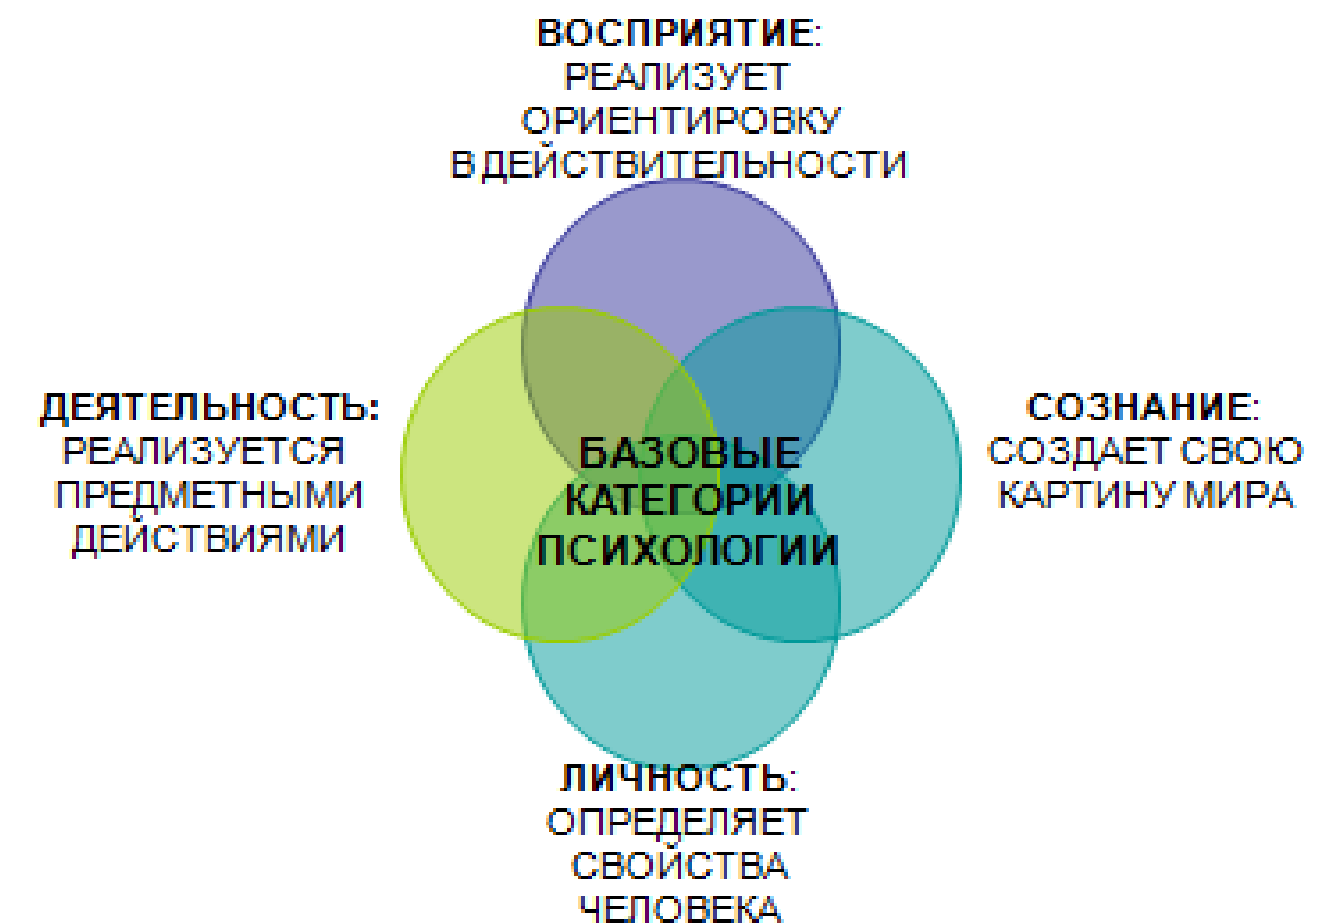 ВОСПРИЯТИЕ:
РЕАЛИЗУЕТ
ОРИЕНТИРОВКУ
В ДЕЙСТВИТЕЛЬНОСТИ
ДЕЯТЕЛЬНОСТЬ:
РЕАЛИЗУЕТСЯ
ПРЕДМЕТНЫМИ
ДЕЙСТВИЯМИ
БАЗОВЫЕ
КАТЕГОРИИ
ПСИХОЛОГИИ
СОЗНАНИЕ:
СОЗДАЕТ СВОЮ
КАРТИНУ МИРА
ЛИЧНОСТЬ:
ОПРЕДЕЛЯЕТ
СВОЙСТВА
ЧЕЛОВЕКА